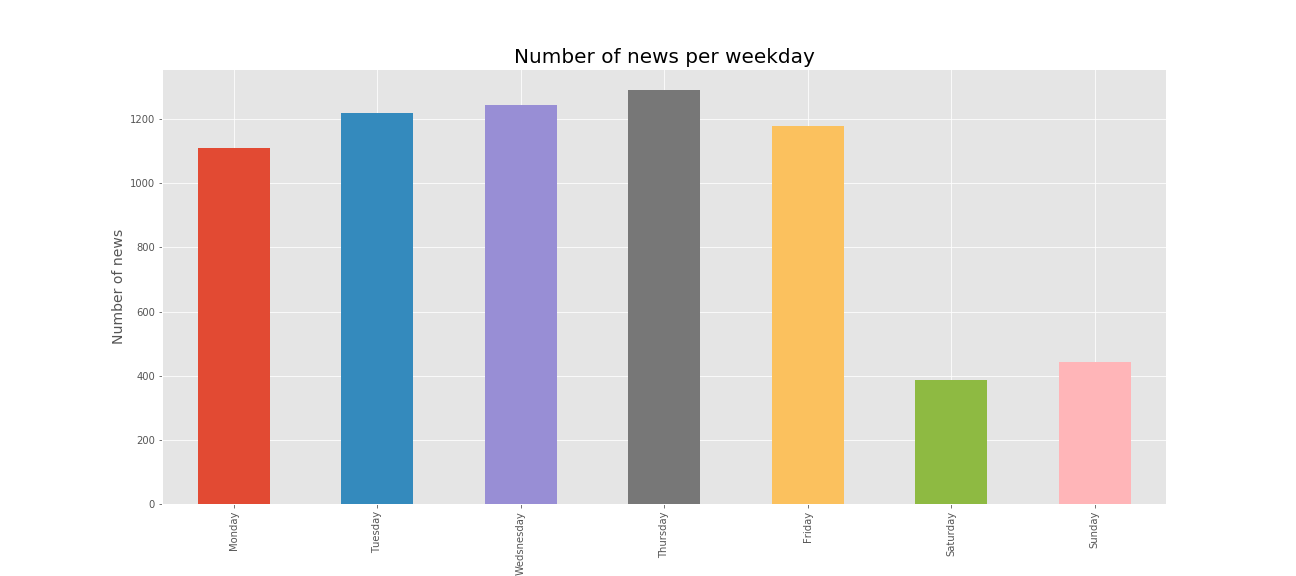 Number of news per weekday
Number of news
1200
1000
800
600
400
200
0
Monday
Tuesday
Wedsnesday
Thursday
Friday
Saturday
Sunday